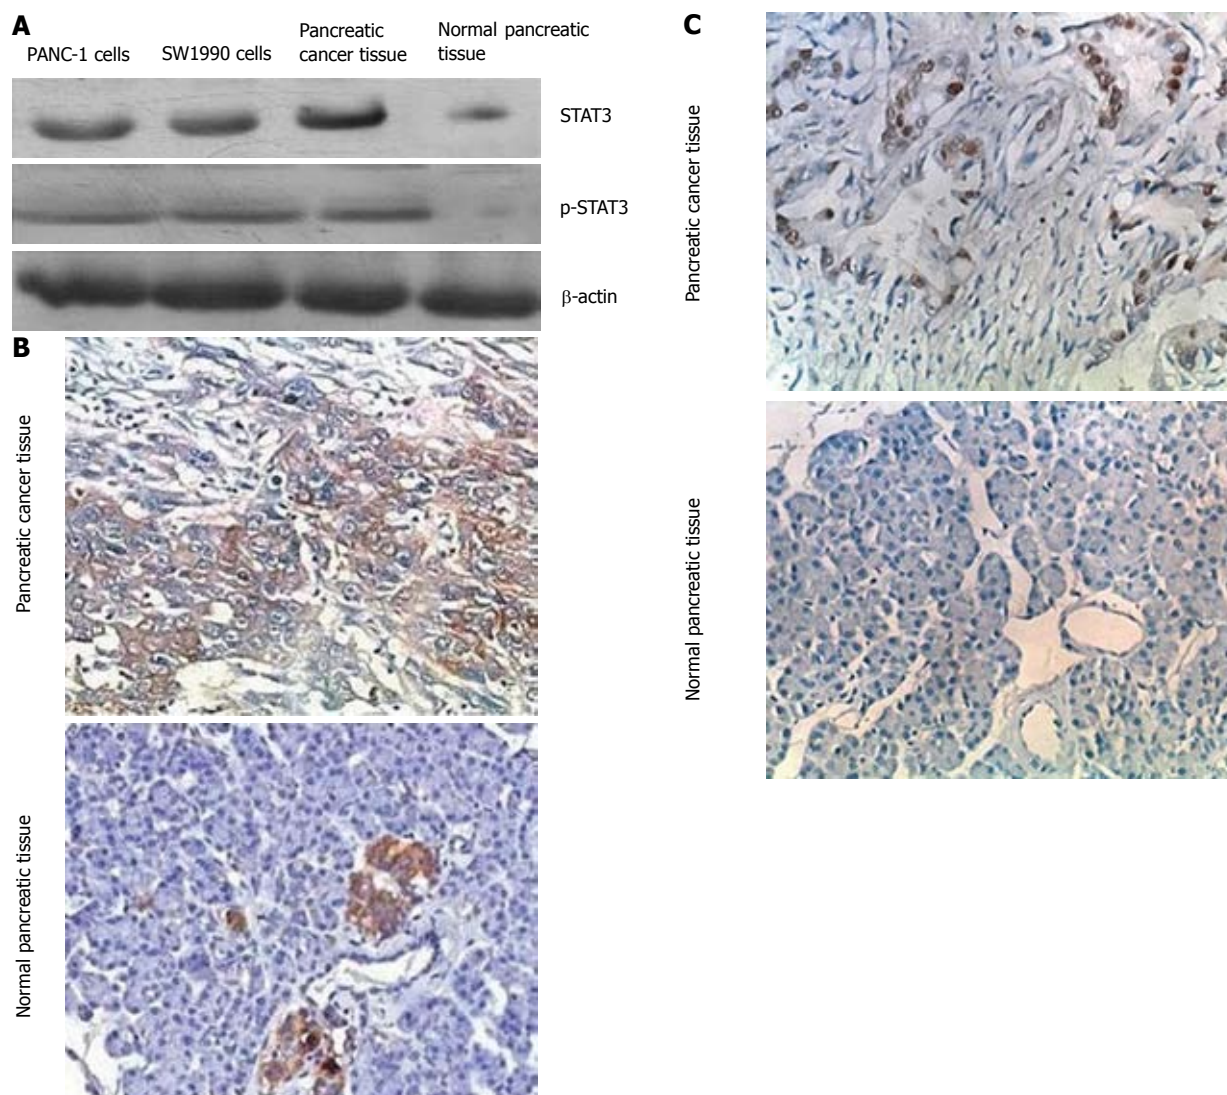 A
PANC-1 cells
SW1990 cells
Pancreatic
cancer tissue
Normal pancreatic
tissue
STAT3
p-STAT3
β-actin
B
Pancreatic cancer tissue
Normal pancreatic tissue
C
Pancreatic cancer tissue
Normal pancreatic tissue